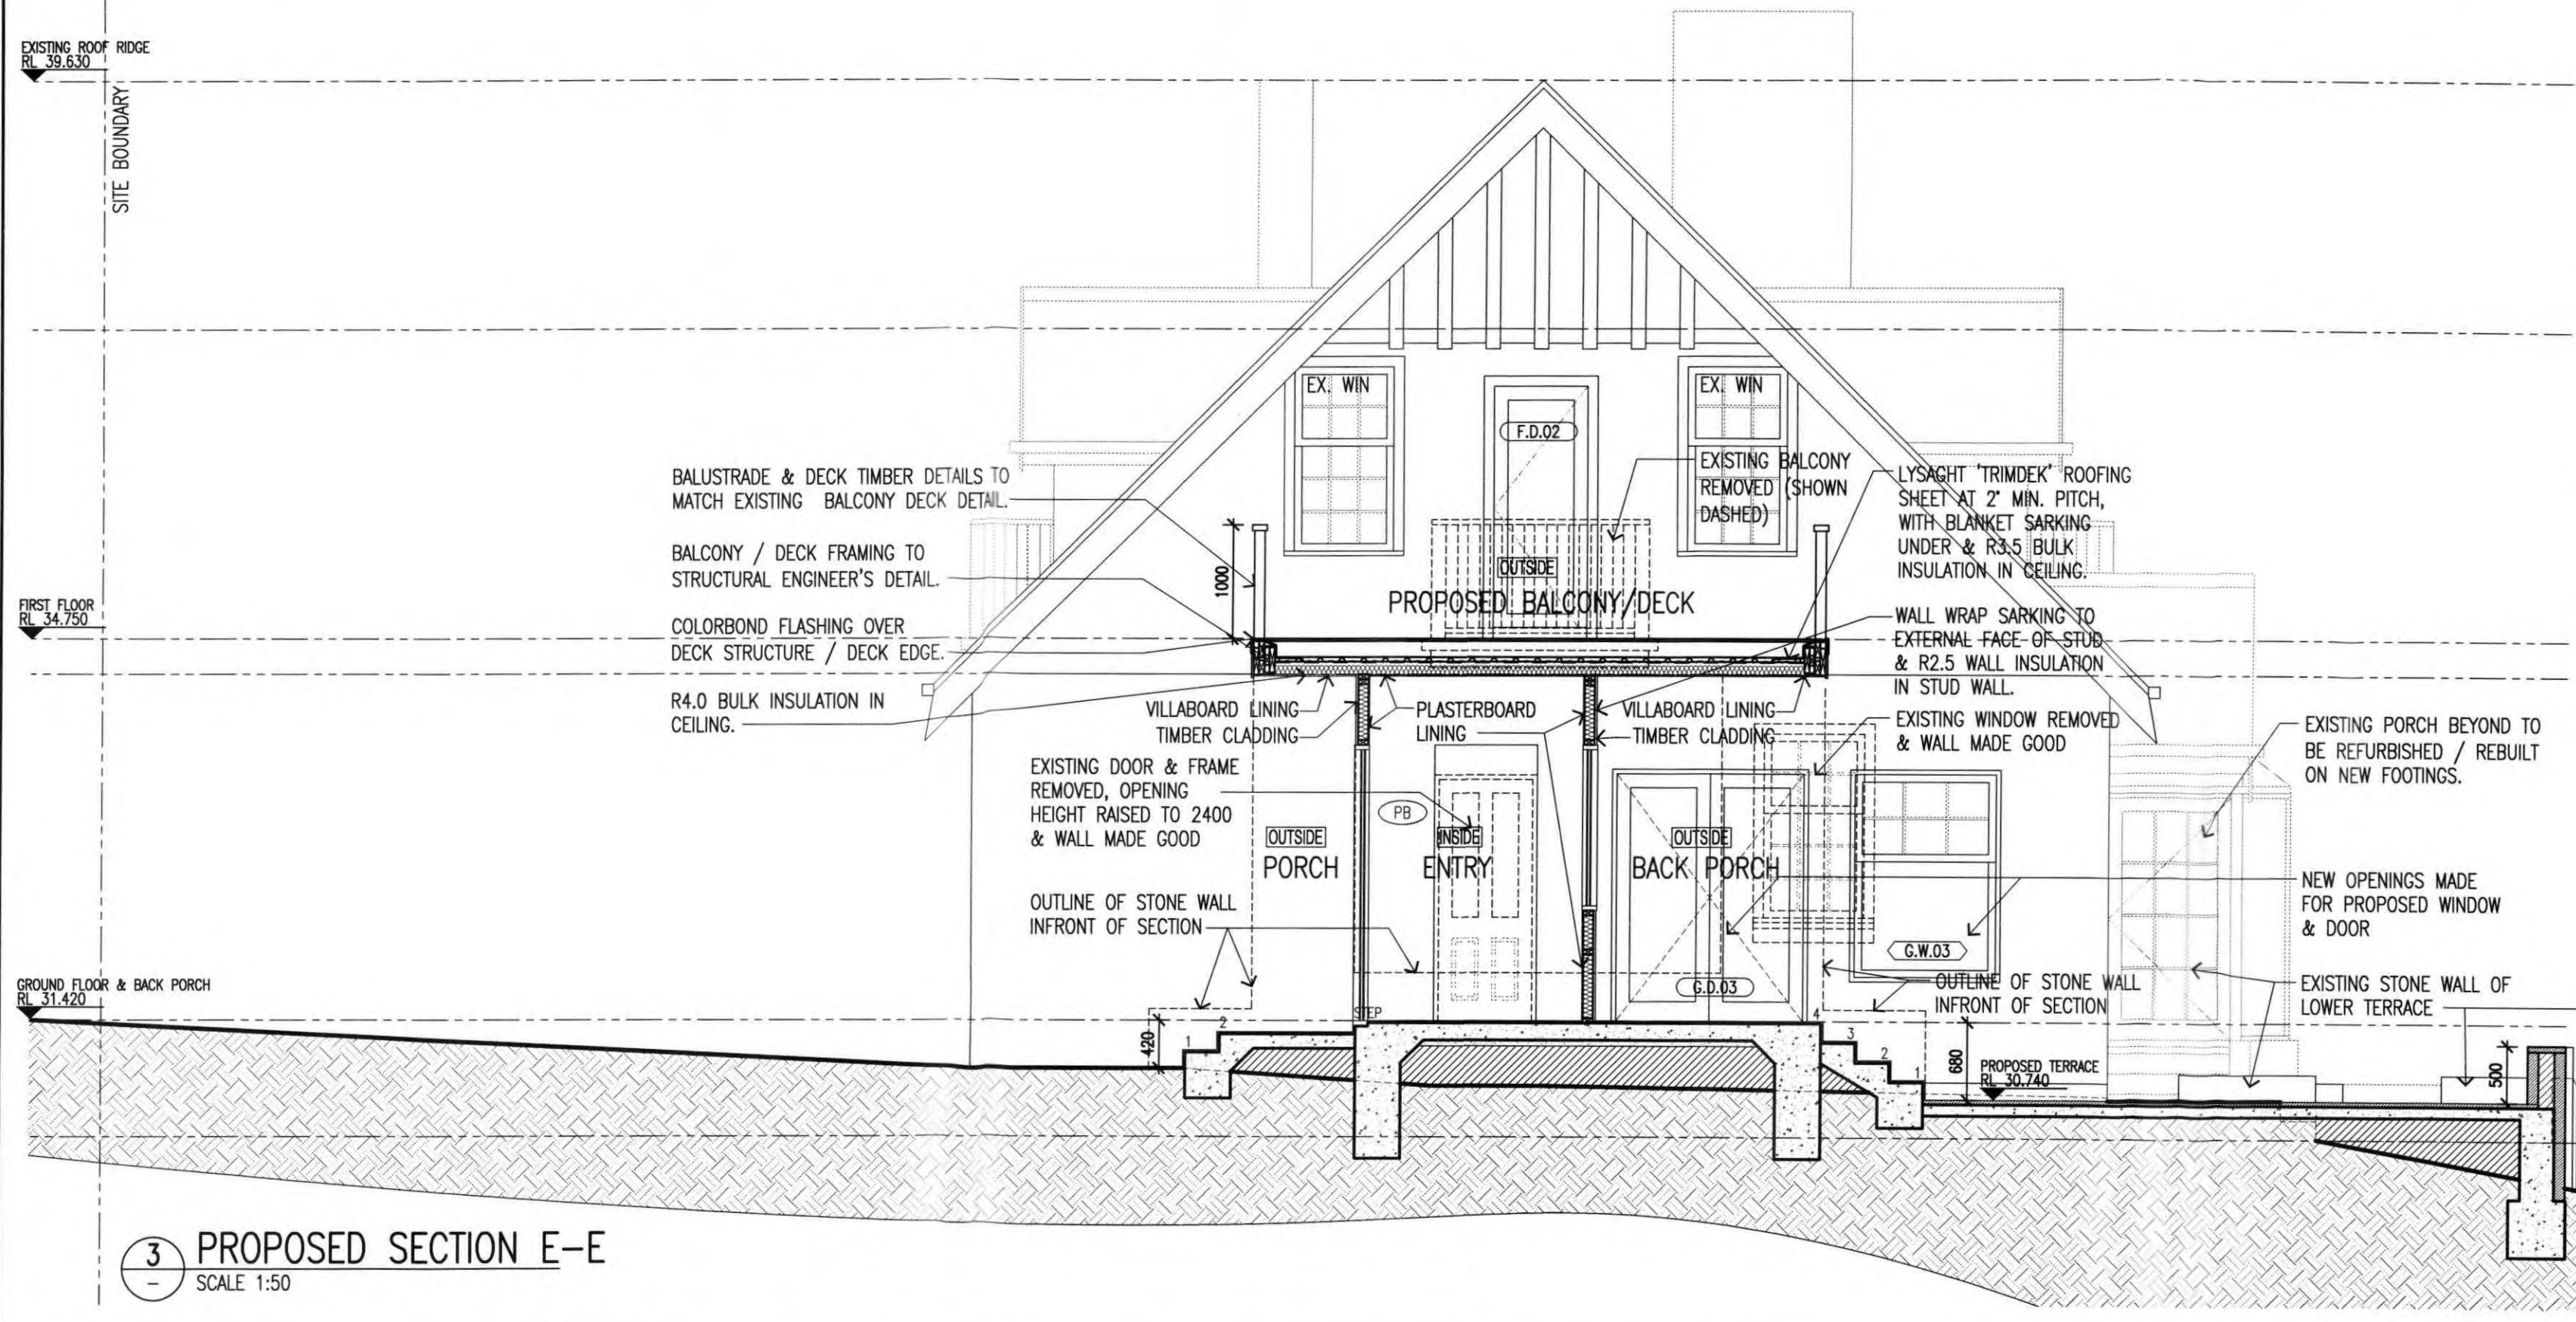 EXISTING ROOF RIDGE
RL 39.630
SITE BOUNDARY
EX. WIN
EX. WIN
F.D.02
BALUSTRADE & DECK TIMBER DETAILS TO
MATCH EXISTING BALCONY DECK DETAIL.
EXISTING BALCONY
REMOVED (SHOWN
DASHED)
LYSAGHT 'TRIMDEK' ROOFING
SHEET AT 2° MIN. PITCH,
WITH BLANKET SARKING
UNDER & R3.5 BULK
INSULATION IN CEILING.
BALCONY / DECK FRAMING TO
STRUCTURAL ENGINEER'S DETAIL.
1000
OUTSIDE
PROPOSED BALCONY/DECK
FIRST FLOOR
RL 34.750
COLORBOND FLASHING OVER
DECK STRUCTURE / DECK EDGE.
WALL WRAP SARKING TO
EXTERNAL FACE OF STUD
& R2.5 WALL INSULATION
IN STUD WALL.
R4.0 BULK INSULATION IN
CEILING.
VILLABOARD LINING
TIMBER CLADDING
PLASTERBOARD
LINING
VILLABOARD LINING
TIMBER CLADDING
EXISTING WINDOW REMOVED
& WALL MADE GOOD
EXISTING PORCH BEYOND TO
BE REFURBISHED / REBUILT
ON NEW FOOTINGS.
EXISTING DOOR & FRAME
REMOVED, OPENING
HEIGHT RAISED TO 2400
& WALL MADE GOOD
PB
OUTSIDE
PORCH
INSIDE
ENTRY
OUTSIDE
BACK PORCH
OUTLINE OF STONE WALL
INFRONT OF SECTION
NEW OPENINGS MADE
FOR PROPOSED WINDOW
& DOOR
G.W.03
G.D.03
OUTLINE OF STONE WALL
INFRONT OF SECTION
EXISTING STONE WALL OF
LOWER TERRACE
GROUND FLOOR & BACK PORCH
RL 31.420
STEP
1
2
420
4
3
2
1
680
PROPOSED TERRACE
RL 30.740
500
3
-
PROPOSED SECTION E-E
SCALE 1:50